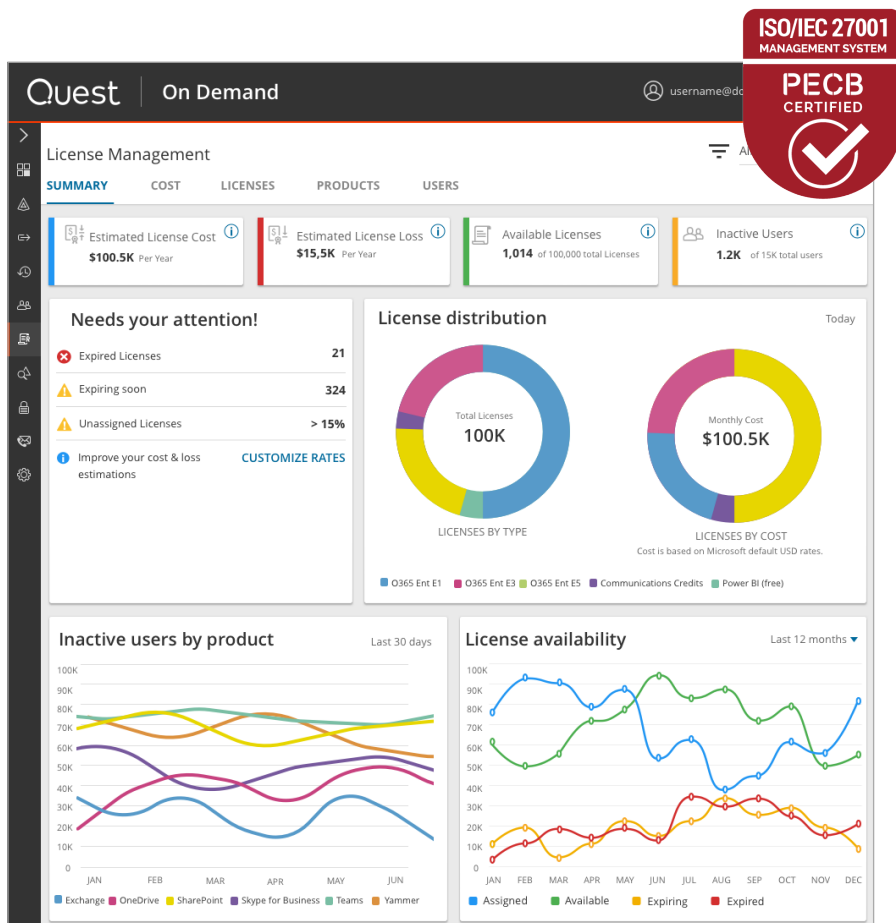 ISO/IEC 27001
MANAGEMENT SYSTEM
PECB
CERTIFIED
Quest
On Demand
License Management
SUMMARY COST LICENSES PRODUCTS USERS
Estimated License Cost
$100.5K Per Year
Estimated License Loss
$15,5K Per Year
Available Licenses
1,014 of 100,000 total Licenses
Inactive Users
1.2K of 15K total users
Needs your attention!
Expired Licenses 21
Expiring soon 324
Unassigned Licenses > 15%
Improve your cost & loss
estimations
CUSTOMIZE RATES
License distribution
Today
Total Licenses
100K
LICENSES BY TYPE
Monthly Cost
$100.5K
LICENSES BY COST
Cost is based on Microsoft default USD rates.
O365 Ent E1 O365 Ent E3 O365 Ent E5 Communications Credits Power BI (free)
Inactive users by product
Last 30 days
100K
90K
80K
70K
60K
50K
40K
30K
20K
10K
0
JAN FEB MAR APR MAY JUN
Exchange OneDrive SharePoint Skype for Business Teams Yammer
License availability
Last 12 months
100K
90K
80K
70K
60K
50K
40K
30K
20K
10K
0
JAN FEB MAR APR MAY JUN JUL AUG SEP OCT NOV DEC
Assigned Available Expiring Expired